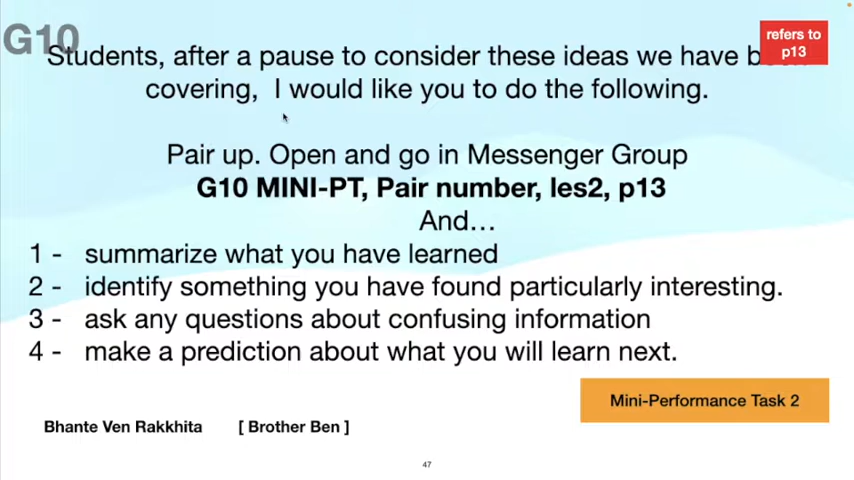 G10
refers to
p13
Students, after a pause to consider these ideas we have
covering, I would like you to do the following.
Pair up. Open and go in Messenger Group
G10 MINI-PT, Pair number, les2, p13
And…
1 - summarize what you have learned
2 - identify something you have found particularly interesting.
3 - ask any questions about confusing information
4 - make a prediction about what you will learn next.
Mini-Performance Task 2
Bhante Ven Rakkhita [ Brother Ben ]
47